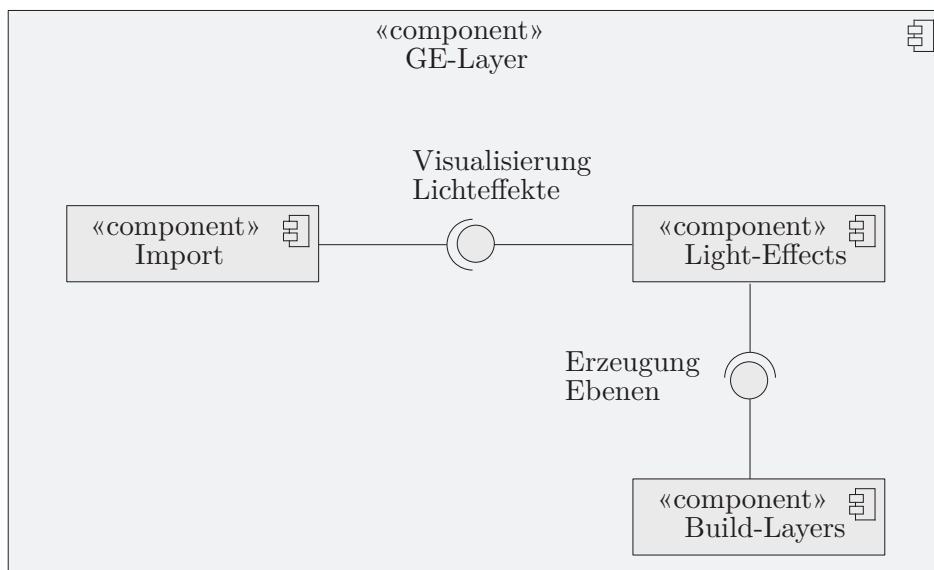 «component»
GE-Layer
Visualisierung
Lichteffekte
«component»
Import
«component»
Light-Effects
Erzeugung
Ebenen
«component»
Build-Layers